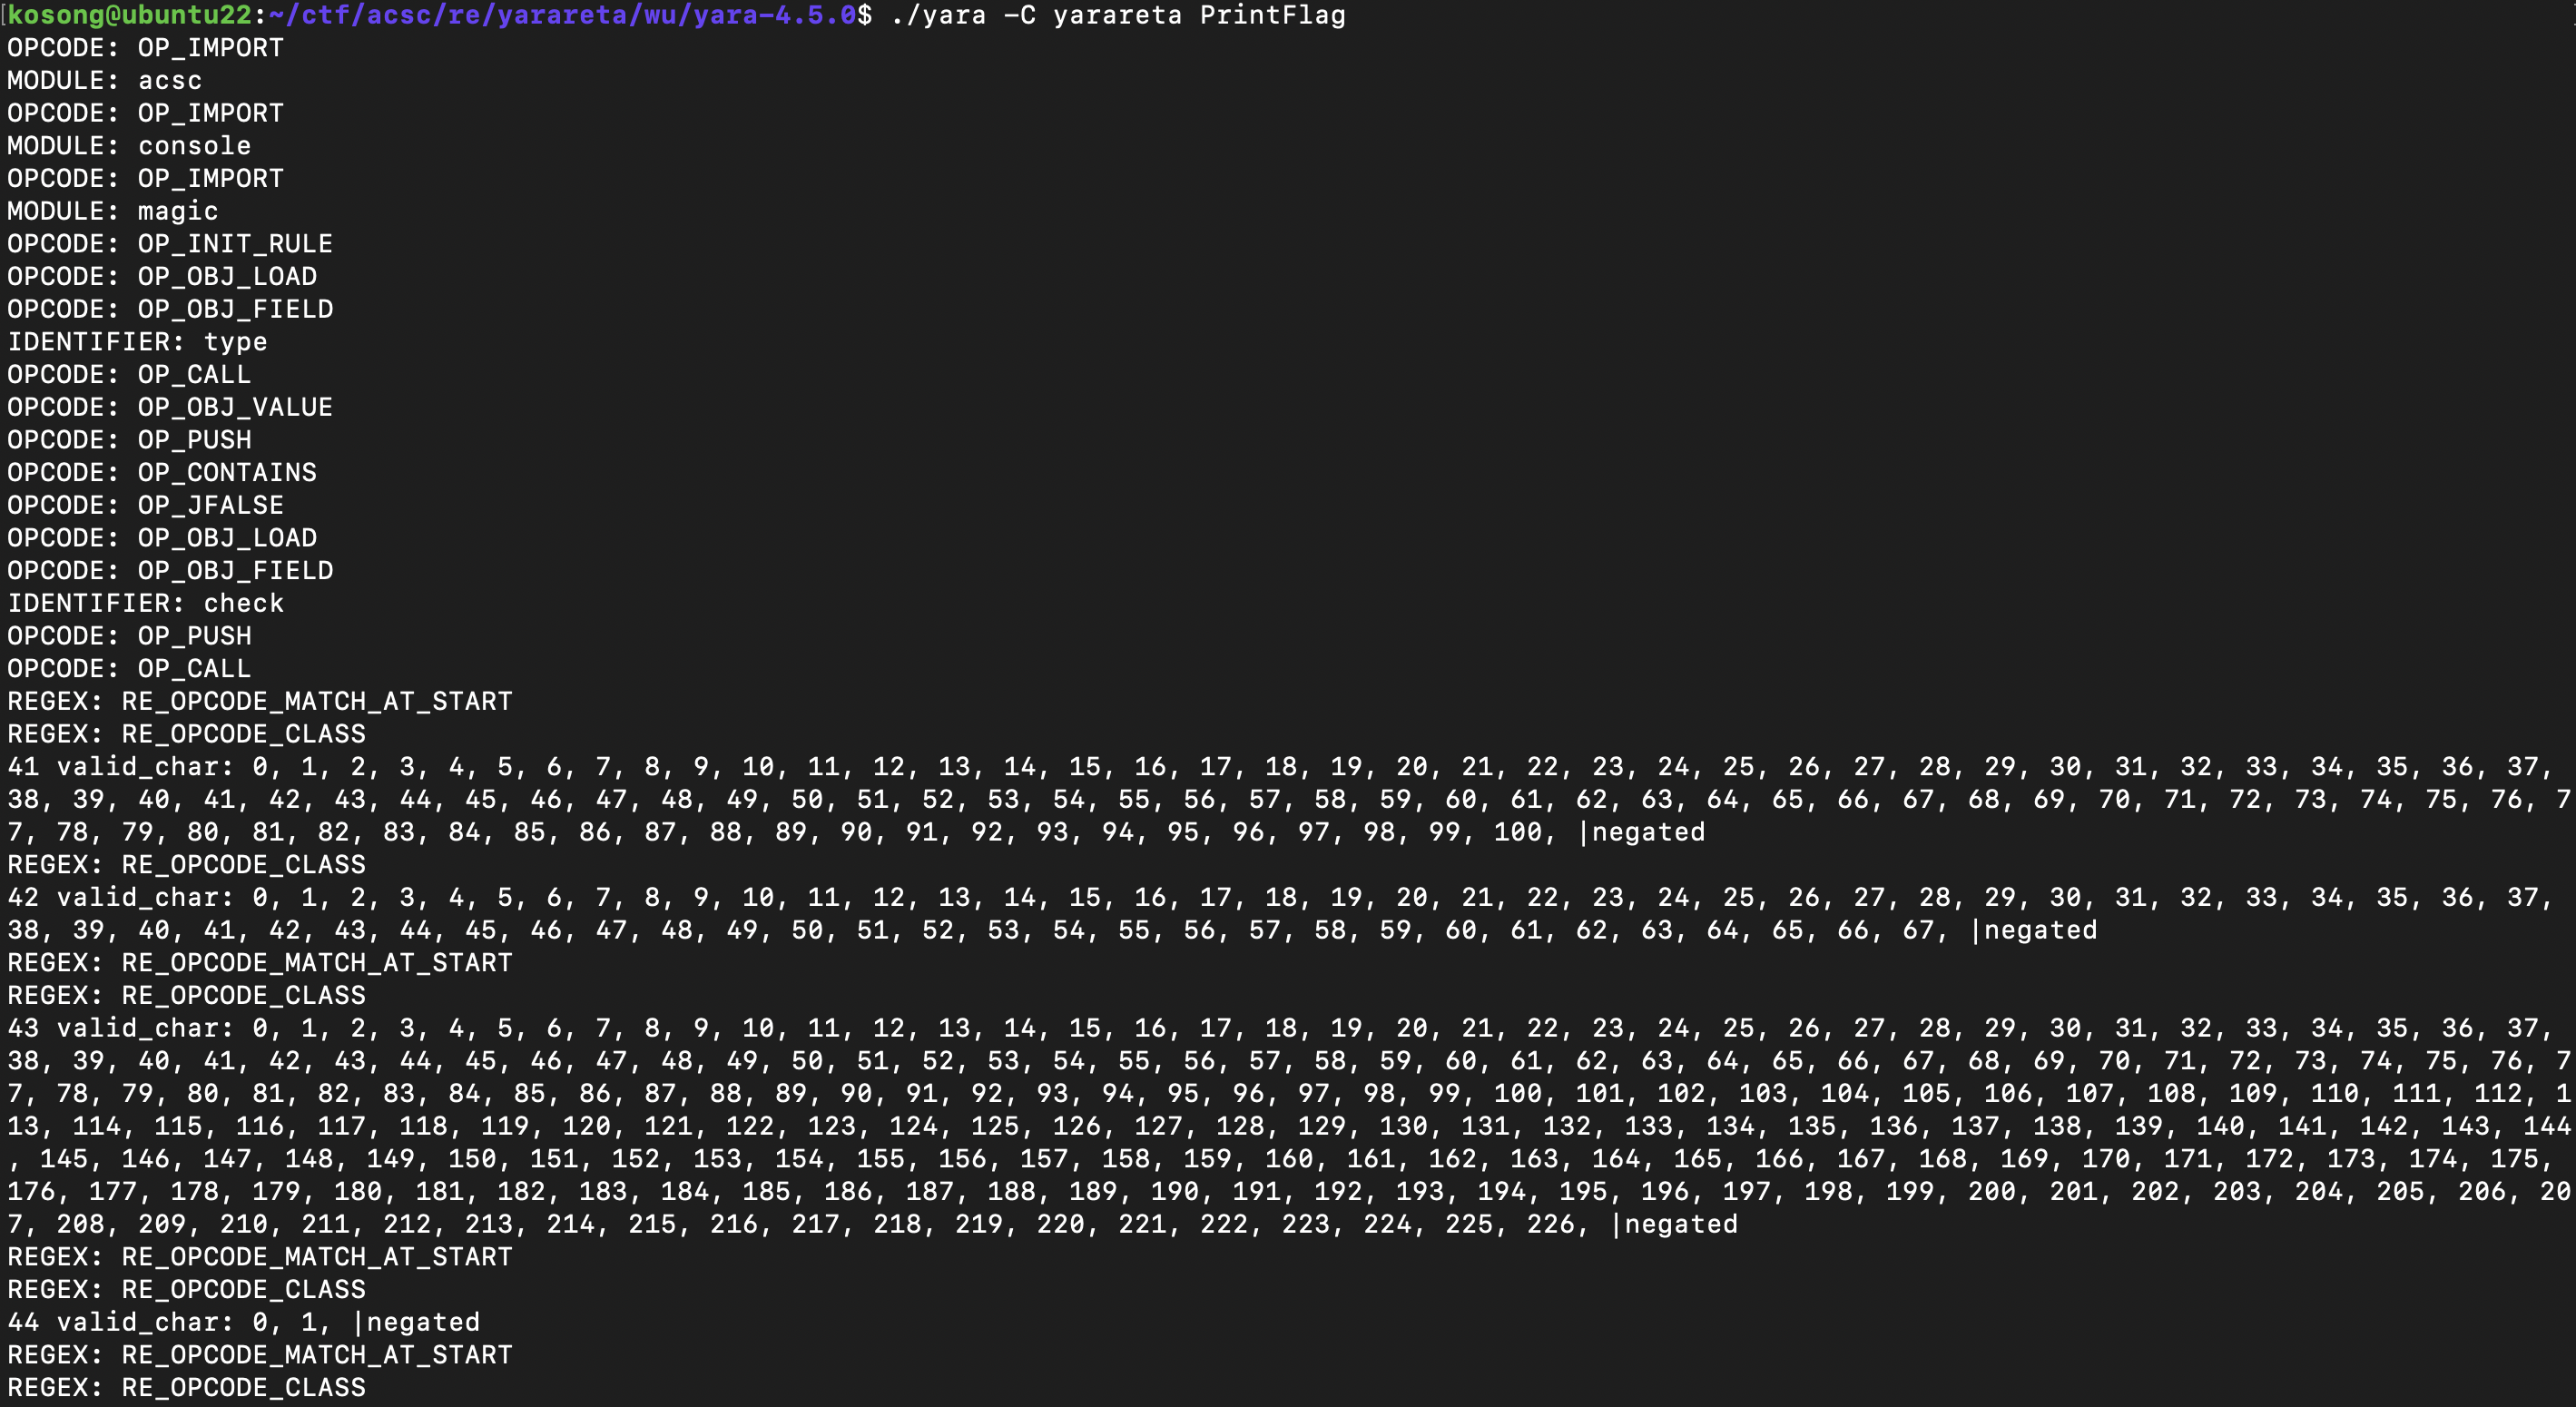 [kosong@ubuntu22:~/ctf/acsc/re/yarareta/wu/yara-4.5.0$ ./yara -C yarareta PrintFlag ]
OPCODE: OP_IMPORT
MODULE: acsc
OPCODE: OP_IMPORT
MODULE: console
OPCODE: OP_IMPORT
MODULE: magic
OPCODE: OP_INIT_RULE
OPCODE: OP_OBJ_LOAD
OPCODE: OP_OBJ_FIELD
IDENTIFIER: type
OPCODE: OP_CALL
OPCODE: OP_OBJ_VALUE
OPCODE: OP_PUSH
OPCODE: OP_CONTAINS
OPCODE: OP_JFALSE
OPCODE: OP_OBJ_LOAD
OPCODE: OP_OBJ_FIELD
IDENTIFIER: check
OPCODE: OP_PUSH
OPCODE: OP_CALL
REGEX: RE_OPCODE_MATCH_AT_START
REGEX: RE_OPCODE_CLASS
41 valid_char: 0, 1, 2, 3, 4, 5, 6, 7, 8, 9, 10, 11, 12, 13, 14, 15, 16, 17, 18, 19, 20, 21, 22, 23, 24, 25, 26, 27, 28, 29, 30, 31, 32, 33, 34, 35, 36, 37,
38, 39, 40, 41, 42, 43, 44, 45, 46, 47, 48, 49, 50, 51, 52, 53, 54, 55, 56, 57, 58, 59, 60, 61, 62, 63, 64, 65, 66, 67, 68, 69, 70, 71, 72, 73, 74, 75, 76, 7
7, 78, 79, 80, 81, 82, 83, 84, 85, 86, 87, 88, 89, 90, 91, 92, 93, 94, 95, 96, 97, 98, 99, 100, |negated
REGEX: RE_OPCODE_CLASS
42 valid_char: 0, 1, 2, 3, 4, 5, 6, 7, 8, 9, 10, 11, 12, 13, 14, 15, 16, 17, 18, 19, 20, 21, 22, 23, 24, 25, 26, 27, 28, 29, 30, 31, 32, 33, 34, 35, 36, 37,
38, 39, 40, 41, 42, 43, 44, 45, 46, 47, 48, 49, 50, 51, 52, 53, 54, 55, 56, 57, 58, 59, 60, 61, 62, 63, 64, 65, 66, 67, |negated
REGEX: RE_OPCODE_MATCH_AT_START
REGEX: RE_OPCODE_CLASS
43 valid_char: 0, 1, 2, 3, 4, 5, 6, 7, 8, 9, 10, 11, 12, 13, 14, 15, 16, 17, 18, 19, 20, 21, 22, 23, 24, 25, 26, 27, 28, 29, 30, 31, 32, 33, 34, 35, 36, 37,
38, 39, 40, 41, 42, 43, 44, 45, 46, 47, 48, 49, 50, 51, 52, 53, 54, 55, 56, 57, 58, 59, 60, 61, 62, 63, 64, 65, 66, 67, 68, 69, 70, 71, 72, 73, 74, 75, 76, 7
7, 78, 79, 80, 81, 82, 83, 84, 85, 86, 87, 88, 89, 90, 91, 92, 93, 94, 95, 96, 97, 98, 99, 100, 101, 102, 103, 104, 105, 106, 107, 108, 109, 110, 111, 112, 1
13, 114, 115, 116, 117, 118, 119, 120, 121, 122, 123, 124, 125, 126, 127, 128, 129, 130, 131, 132, 133, 134, 135, 136, 137, 138, 139, 140, 141, 142, 143, 144
, 145, 146, 147, 148, 149, 150, 151, 152, 153, 154, 155, 156, 157, 158, 159, 160, 161, 162, 163, 164, 165, 166, 167, 168, 169, 170, 171, 172, 173, 174, 175,
176, 177, 178, 179, 180, 181, 182, 183, 184, 185, 186, 187, 188, 189, 190, 191, 192, 193, 194, 195, 196, 197, 198, 199, 200, 201, 202, 203, 204, 205, 206, 20
7, 208, 209, 210, 211, 212, 213, 214, 215, 216, 217, 218, 219, 220, 221, 222, 223, 224, 225, 226, |negated
REGEX: RE_OPCODE_MATCH_AT_START
REGEX: RE_OPCODE_CLASS
44 valid_char: 0, 1, |negated
REGEX: RE_OPCODE_MATCH_AT_START
REGEX: RE_OPCODE_CLASS